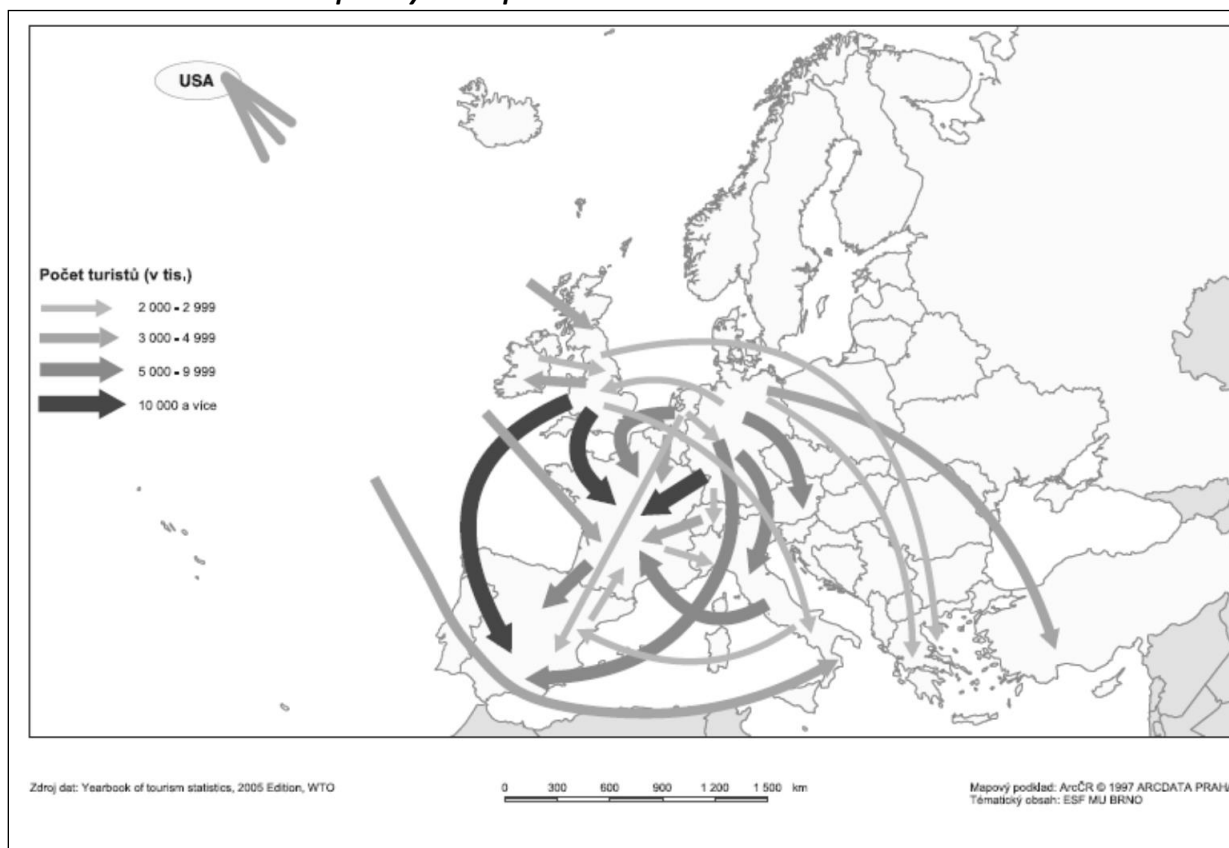 USA
Počet turistů (v tis.)
2 000 - 2 999
3 000 - 4 999
5 000 - 9 999
10 000 a více
Zdroj dat: Yearbook of tourism statistics, 2005 Edition, WTO
0 300 600 900 1 200 1 500 km
Mapový podklad: ArcČR © 1997 ARCDATA PRAHA
Tématický obsah: ESF MU BRNO